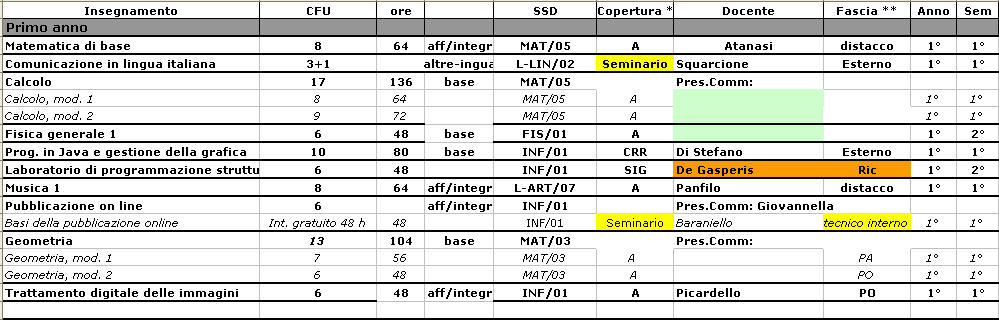 Insegnamento CFU ore SSD Copertura * Docente Fascia ** Anno Sem
Primo anno
Matematica di base 8 64 aff/integr MAT/05 A Atanasi distacco 1° 1°
Comunicazione in lingua italiana 3+1 altre-ingua L-LIN/02 Seminario Squarcione Esterno 1° 1°
Calcolo 17 136 base MAT/05 Pres.Comm:
Calcolo, mod. 1 8 64 MAT/05 A 1° 1°
Calcolo, mod. 2 9 72 MAT/05 A 1° 1°
Fisica generale 1 6 48 base FIS/01 A 1° 2°
Prog. in Java e gestione della grafica 10 80 base INF/01 CRR Di Stefano Esterno 1° 1°
Laboratorio di programmazione struttu 6 48 INF/01 SIG De Gasperis Ric 1° 2°
Musica 1 8 64 aff/integr L-ART/07 A Panfilo distacco 1° 1°
Pubblicazione on line 6 aff/integr INF/01 Pres.Comm: Giovannella
Basi della pubblicazione online Int. gratuito 48 h 48 INF/01 Seminario Baraniello tecnico interno 1° 1°
Geometria 13 104 base MAT/03 Pres.Comm:
Geometria, mod. 1 7 56 MAT/03 A PA 1° 1°
Geometria, mod. 2 6 48 MAT/03 A PO 1° 1°
Trattamento digitale delle immagini 6 48 aff/integr INF/01 A Picardello PO 1° 1°